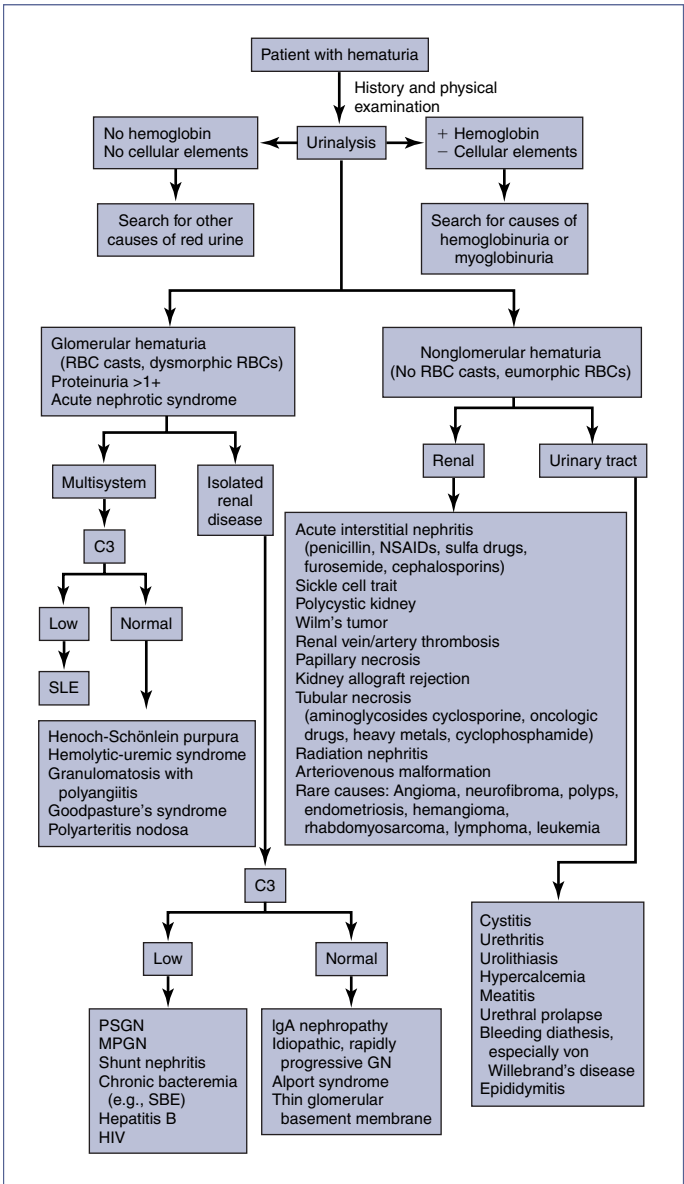 Patient with hematuria
History and physical
examination
No hemoglobin
No cellular elements
Urinalysis
+ Hemoglobin
− Cellular elements
Search for other
causes of red urine
Search for causes of
hemoglobinuria or
myoglobinuria
Glomerular hematuria
(RBC casts, dysmorphic RBCs)
Proteinuria >1+
Acute nephrotic syndrome
Nonglomerular hematuria
(No RBC casts, eumorphic RBCs)
Multisystem
Isolated
renal
disease
Renal
Urinary tract
C3
Low
Normal
SLE
Henoch-Schönlein purpura
Hemolytic-uremic syndrome
Granulomatosis with
polyangiitis
Goodpasture's syndrome
Polyarteritis nodosa
Acute interstitial nephritis
(penicillin, NSAIDs, sulfa drugs,
furosemide, cephalosporins)
Sickle cell trait
Polycystic kidney
Wilm's tumor
Renal vein/artery thrombosis
Papillary necrosis
Kidney allograft rejection
Tubular necrosis
(aminoglycosides cyclosporine, oncologic
drugs, heavy metals, cyclophosphamide)
Radiation nephritis
Arteriovenous malformation
Rare causes: Angioma, neurofibroma, polyps,
endometriosis, hemangioma,
rhabdomyosarcoma, lymphoma, leukemia
C3
Low
Normal
PSGN
MPGN
Shunt nephritis
Chronic bacteremia
(e.g., SBE)
Hepatitis B
HIV
IgA nephropathy
Idiopathic, rapidly
progressive GN
Alport syndrome
Thin glomerular
basement membrane
Cystitis
Urethritis
Urolithiasis
Hypercalcemia
Meatitis
Urethral prolapse
Bleeding diathesis,
especially von
Willebrand's disease
Epididymitis